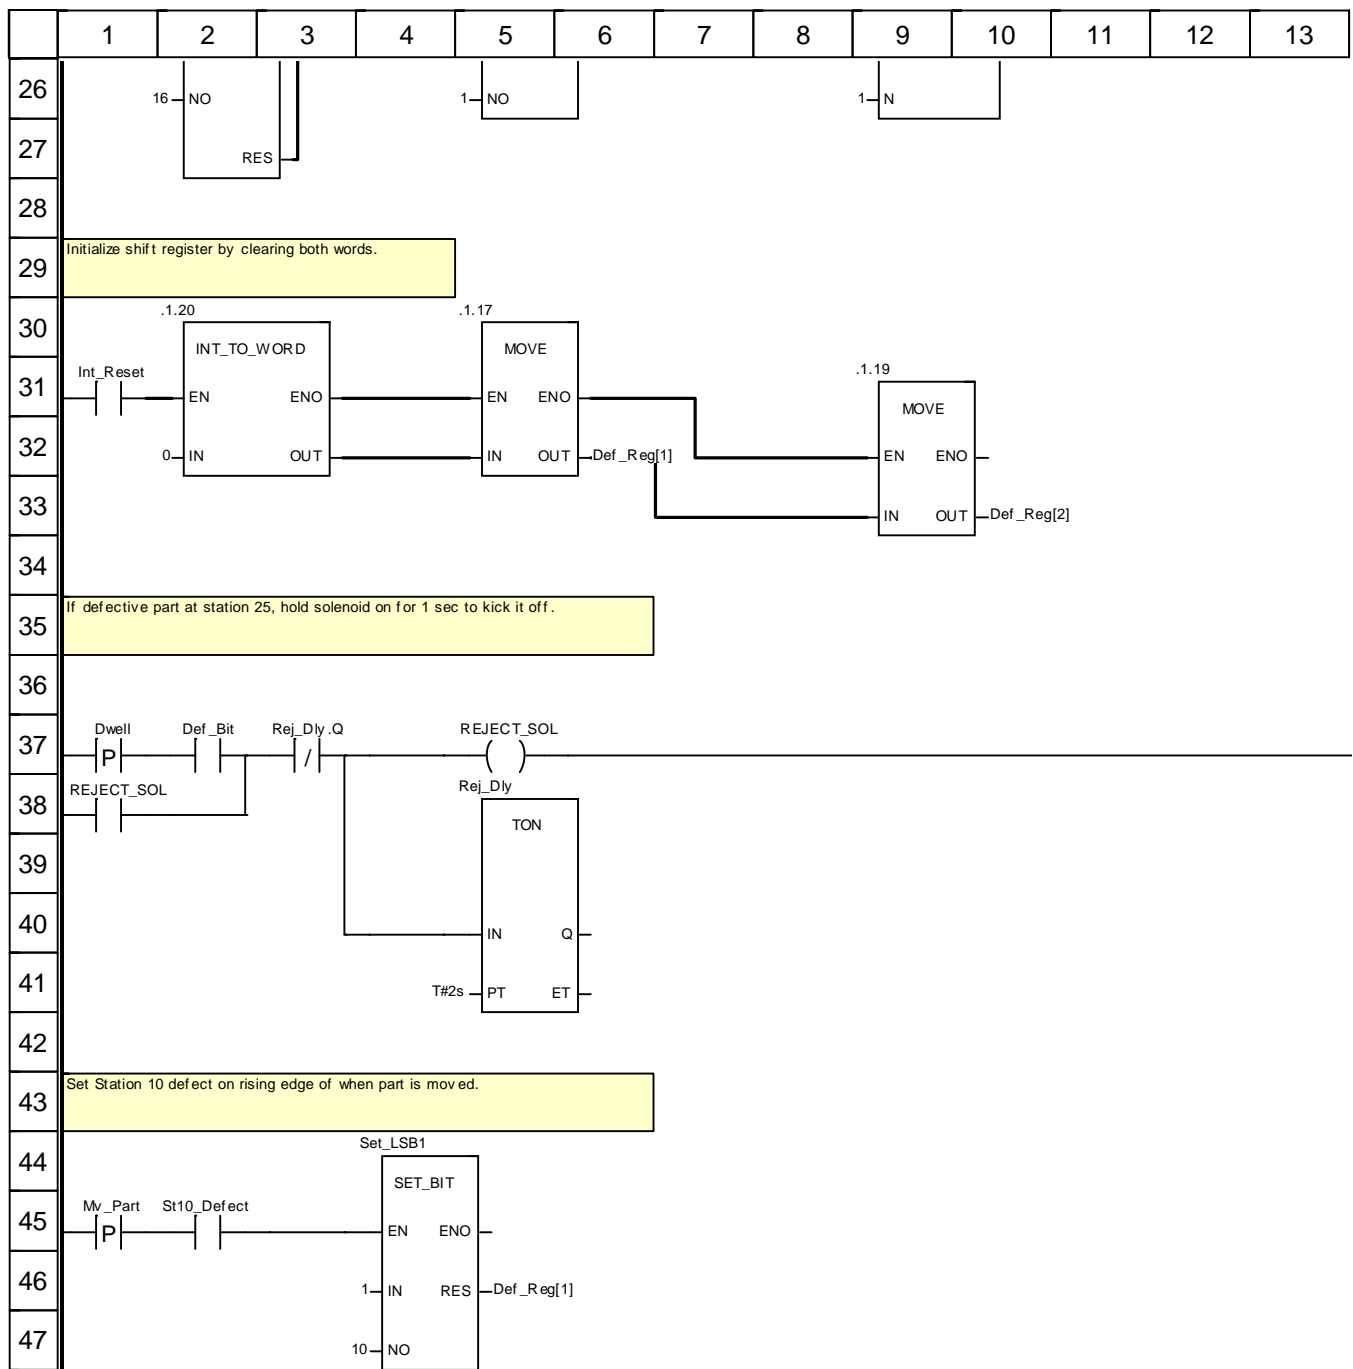 1 2 3 4 5 6 7 8 9 10 11 12 13
26
16 NO 1 NO 1 N
27
RES
28
29
Initialize shift register by clearing both words.
30
.1.20 .1.17
INT_TO_WORD MOVE
31
Int_Reset .1.19
EN ENO EN ENO MOVE
32
0 IN OUT IN OUT Def_Reg[1] EN ENO
33
IN OUT Def_Reg[2]
34
35
If defective part at station 25, hold solenoid on for 1 sec to kick it off.
36
37
Dwell Def_Bit Rej_Dly.Q REJECT_SOL
P /
38
REJECT_SOL Rej_Dly
TON
39
40
IN Q
41
T#2s PT ET
42
43
Set Station 10 defect on rising edge of when part is moved.
44
Set_LSB1
SET_BIT
45
Mv_Part St10_Defect
P EN ENO
46
1 IN RES Def_Reg[1]
47
10 NO